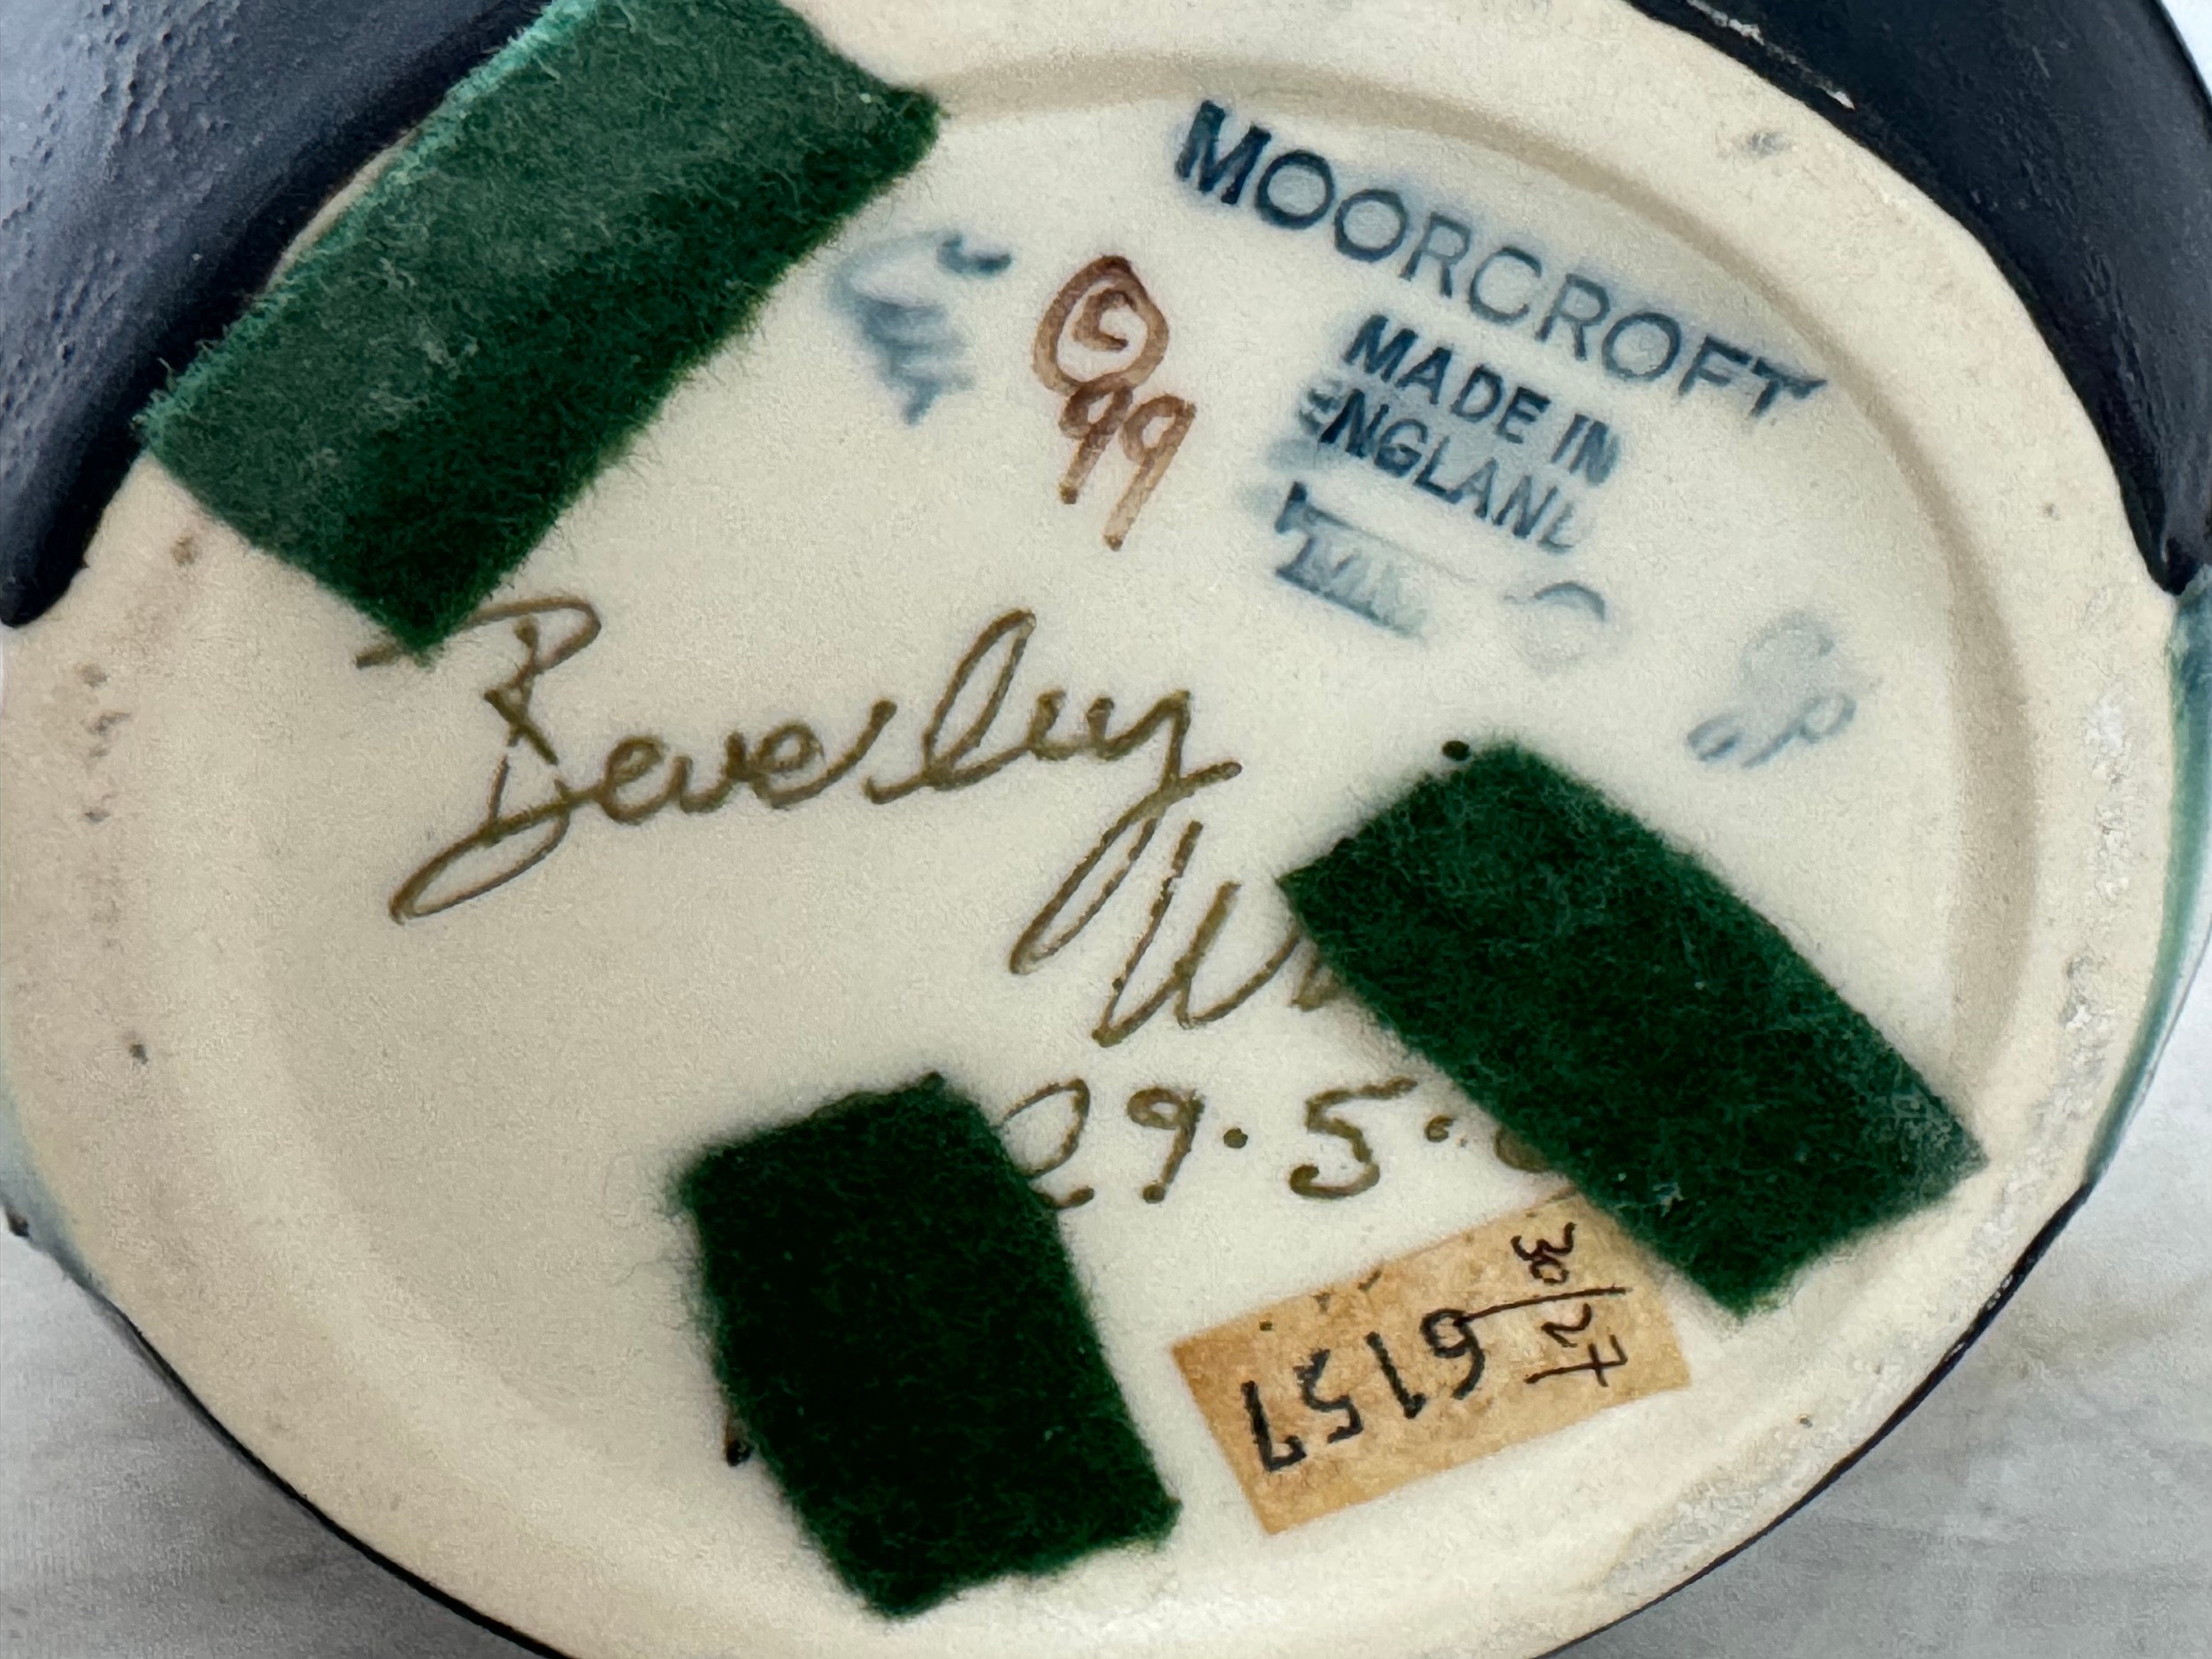 MOORCROFT
MADE IN
ENGLAND
©
99
Beverley
29.5.
30/27
6157